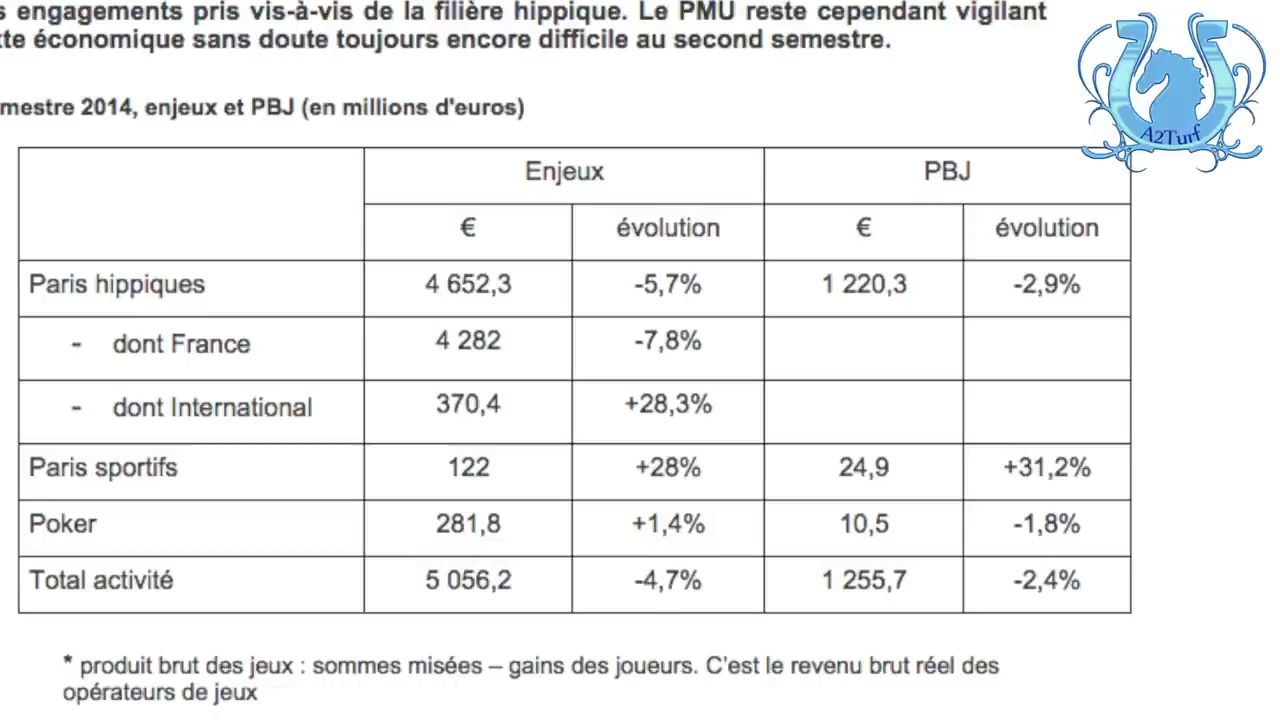 engagements pris vis-à-vis de la filière hippique. Le PMU reste cependant vigilant
économique sans doute toujours encore difficile au second semestre.
2014, enjeux et PBJ (en millions d'euros)
A2Turf
Enjeux PBJ
€ évolution € évolution
Paris hippiques 4 652,3 -5,7% 1 220,3 -2,9%
- dont France 4 282 -7,8%
- dont International 370,4 +28,3%
Paris sportifs 122 +28% 24,9 +31,2%
Poker 281,8 +1,4% 10,5 -1,8%
Total activité 5 056,2 -4,7% 1 255,7 -2,4%
* produit brut des jeux : sommes misées – gains des joueurs. C'est le revenu brut réel des
opérateurs de jeux